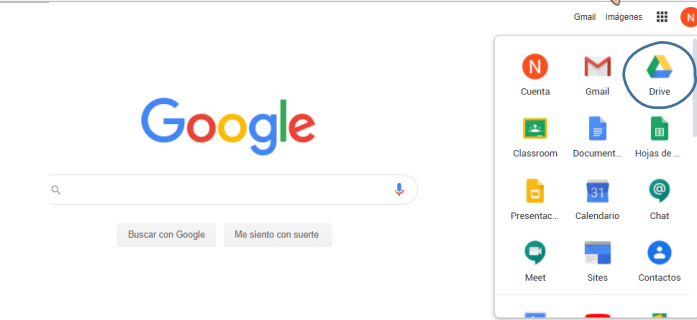 Gmail Imágenes N
N
Cuenta Gmail Drive
Google
Classroom Document... Hojas de ...
31
Presentac... Calendario Chat
Buscar con Google Me siento con suerte
Meet Sites Contactos